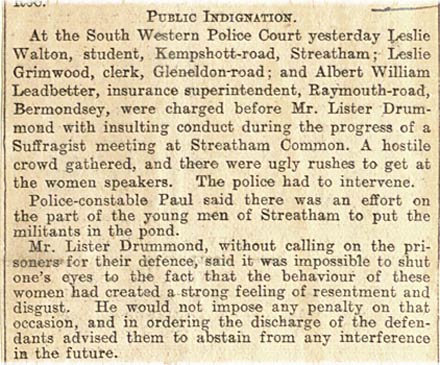 PUBLIC INDIGNATION.
At the South Western Police Court yesterday Leslie
Walton, student, Kempshott-road, Streatham; Leslie
Grimwood, clerk, Gleneldon-road; and Albert William
Leadbetter, insurance superintendent, Raymouth-road,
Bermondsey, were charged before Mr. Lister Drum-
mond with insulting conduct during the progress of a
Suffragist meeting at Streatham Common. A hostile
crowd gathered, and there were ugly rushes to get at
the women speakers. The police had to intervene.
Police-constable Paul said there was an effort on
the part of the young men of Streatham to put the
militants in the pond.
Mr. Lister Drummond, without calling on the pri-
soners for their defence, said it was impossible to shut
one's eyes to the fact that the behaviour of these
women had created a strong feeling of resentment and
disgust. He would not impose any penalty on that
occasion, and in ordering the discharge of the defen-
dants advised them to abstain from any interference
in the future.